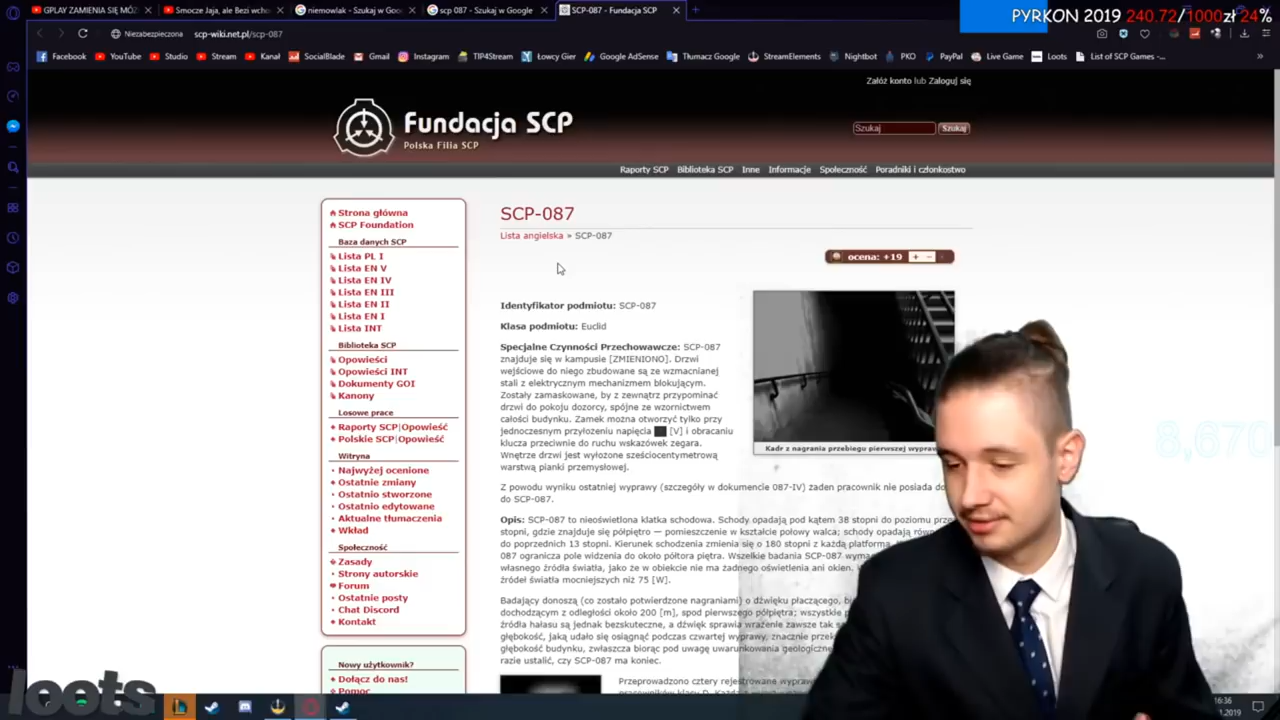 GPLAY ZAMIENIA SIĘ MÓZ
Smocze Jaja, ale Bezi wcho
niemowlak - Szukaj w Goo
scp 087 - Szukaj w Google
SCP-087 - Fundacja SCP
PYRKON 2019 240.72/1000zł 24%
Niezabezpieczona
scp-wiki.net.pl/scp-087
Facebook YouTube Studio Stream Kanał SocialBlade Gmail Instagram TIP4Stream Łowcy Gier Google AdSense Tłumacz Google StreamElements Nightbot PKO PayPal Live Game Loots List of SCP Games -...
Załóż konto lub Zaloguj się
Fundacja SCP
Polska Filia SCP
Szukaj Szukaj
Raporty SCP Biblioteka SCP Inne Informacje Społeczność Poradniki i członkostwo
Strona główna
SCP Foundation
Baza danych SCP
Lista PL I
Lista EN V
Lista EN IV
Lista EN III
Lista EN II
Lista EN I
Lista INT
Biblioteka SCP
Opowieści
Opowieści INT
Dokumenty GOI
Kanony
Losowe prace
Raporty SCP|Opowieść
Polskie SCP|Opowieść
Witryna
Najwyżej ocenione
Ostatnie zmiany
Ostatnio stworzone
Ostatnio edytowane
Aktualne tłumaczenia
Wkład
Społeczność
Zasady
Strony autorskie
Forum
Ostatnie posty
Chat Discord
Kontakt
Nowy użytkownik?
Dołącz do nas!
Pomoc
SCP-087
Lista angielska » SCP-087
ocena: +19 + –
Identyfikator podmiotu: SCP-087
Klasa podmiotu: Euclid
Specjalne Czynności Przechowawcze: SCP-087
znajduje się w kampusie [ZMIENIONO]. Drzwi
wejściowe do niego zbudowane są ze wzmacnianej
stali z elektrycznym mechanizmem blokującym.
Zostały zamaskowane, by z zewnątrz przypominać
drzwi do pokoju dozorcy, spójne ze wzornictwem
całości budynku. Zamek można otworzyć tylko przy
jednoczesnym przyłożeniu napięcia ██ [V] i obracaniu
klucza przeciwnie do ruchu wskazówek zegara.
Wnętrze drzwi jest wyłożone sześciocentymetrową
warstwą pianki przemysłowej.
Kadr z nagrania przebiegu pierwszej wypraw
Z powodu wyniku ostatniej wyprawy (szczegóły w dokumencie 087-IV) żaden pracownik nie posiada do
do SCP-087.
Opis: SCP-087 to nieoświetlona klatka schodowa. Schody opadają pod kątem 38 stopni do poziomu prze
stopni, gdzie znajduje się półpiętro — pomieszczenie w kształcie połowy walca; schody opadają rów
do poprzednich 13 stopni. Kierunek schodzenia zmienia się o 180 stopni z każdą platformą.
087 ogranicza pole widzenia do około półtora piętra. Wszelkie badania SCP-087 wyma
własnego źródła światła, jako że w obiekcie nie ma żadnego oświetlenia ani okien.
źródeł światła mocniejszych niż 75 [W].
Badający donoszą (co zostało potwierdzone nagraniami) o dźwięku płaczącego,
dochodzącym z odległości około 200 [m], spod pierwszego półpiętra; wszystkie
źródła hałasu są jednak bezskuteczne, a dźwięk sprawia wrażenie zawsze tak
głębokość, jaką udało się osiągnąć podczas czwartej wyprawy, znacznie
głębokość budynku, zwłaszcza biorąc pod uwagę uwarunkowania geologiczne
razie ustalić, czy SCP-087 ma koniec.
Przeprowadzono cztery rejestrowane wypraw
8,670
loots
16:36